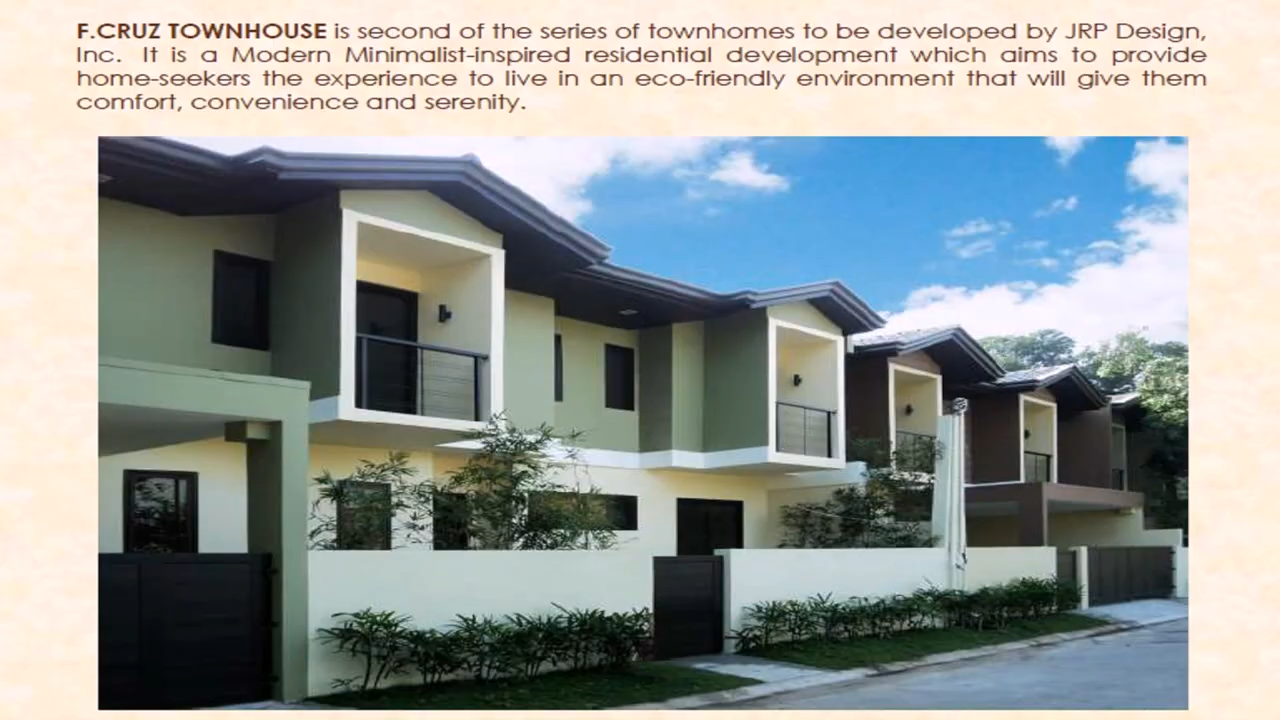 F.CRUZ TOWNHOUSE is second of the series of townhomes to be developed by JRP Design,
Inc. It is a Modern Minimalist-inspired residential development which aims to provide
home-seekers the experience to live in an eco-friendly environment that will give them
comfort, convenience and serenity.